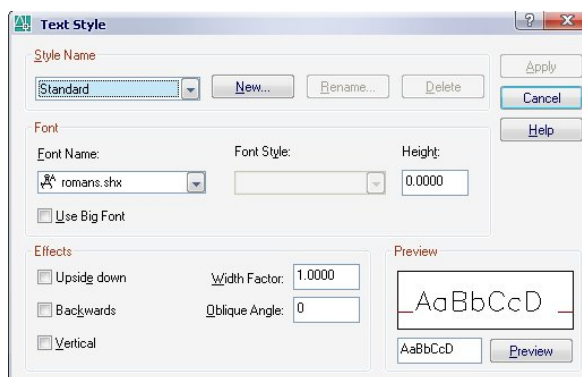 Text Style
Style Name
Standard
New...
Rename...
Delete
Apply
Cancel
Help
Font
Font Name:
Font Style:
Height:
romans.shx
0.0000
Use Big Font
Effects
Upside down
Width Factor: 1.0000
Backwards
Oblique Angle: 0
Vertical
Preview
AaBbCcD
AaBbCcD
Preview